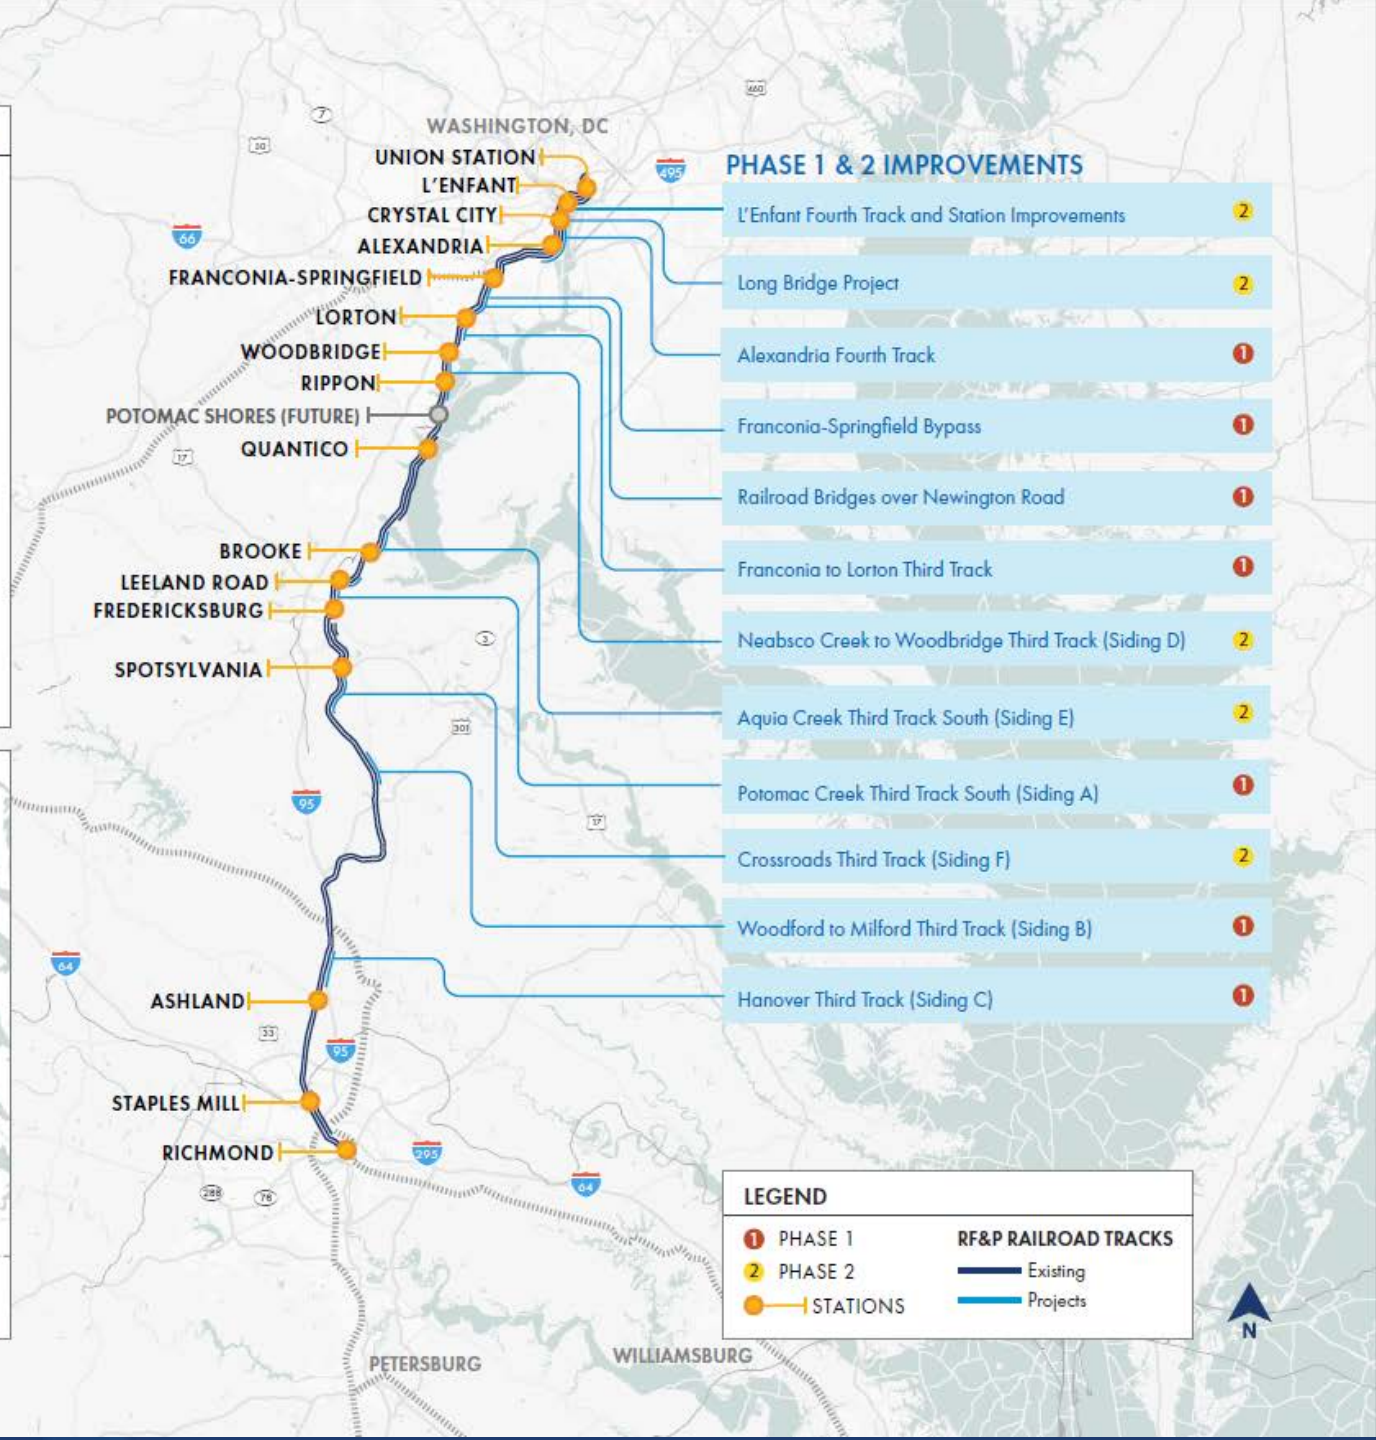 WASHINGTON, DC
UNION STATION
L'ENFANT
CRYSTAL CITY
ALEXANDRIA
FRANCONIA-SPRINGFIELD
LORTON
WOODBRIDGE
RIPPON
POTOMAC SHORES (FUTURE)
QUANTICO
BROOKE
LEELAND ROAD
FREDERICKSBURG
SPOTSYLVANIA
ASHLAND
STAPLES MILL
RICHMOND
PETERSBURG
WILLIAMSBURG
7
66
17
3
301
95
17
64
33
95
295
64
288
495
PHASE 1 & 2 IMPROVEMENTS
L'Enfant Fourth Track and Station Improvements 2
Long Bridge Project 2
Alexandria Fourth Track 1
Franconia-Springfield Bypass 1
Railroad Bridges over Newington Road 1
Franconia to Lorton Third Track 1
Neabsco Creek to Woodbridge Third Track (Siding D) 2
Aquia Creek Third Track South (Siding E) 2
Potomac Creek Third Track South (Siding A) 1
Crossroads Third Track (Siding F) 2
Woodford to Milford Third Track (Siding B) 1
Hanover Third Track (Siding C) 1
LEGEND
1 PHASE 1
2 PHASE 2
STATIONS
RF&P RAILROAD TRACKS
Existing
Projects
N